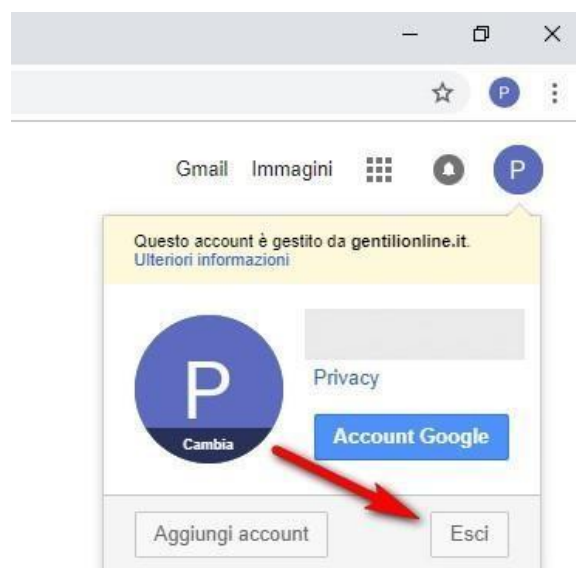 P
Gmail Immagini P
Questo account è gestito da gentilionline.it.
Ulteriori informazioni
P
Cambia
Privacy
Account Google
Aggiungi account Esci